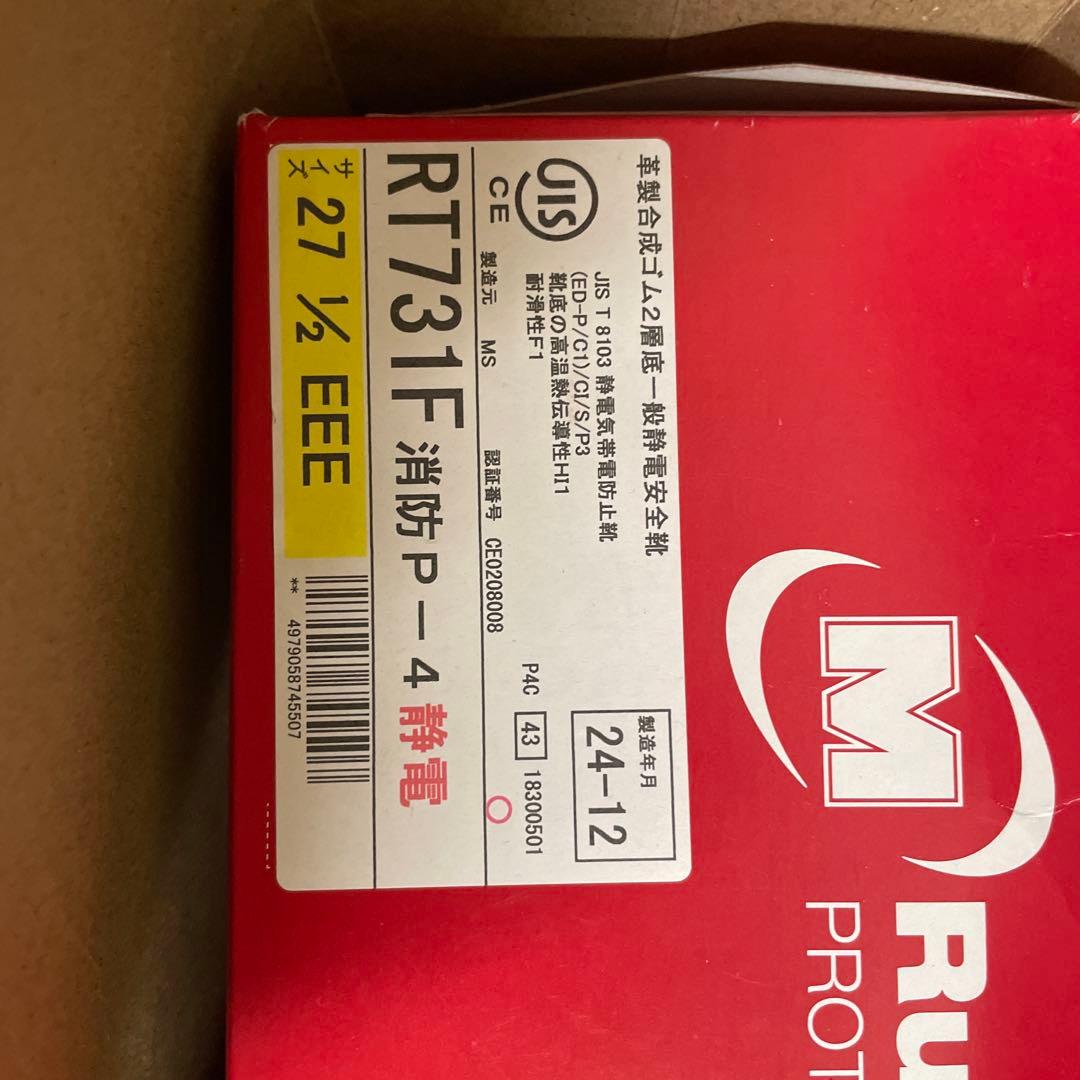 革製合成ゴム2層底一般静電安全靴
JIS
JIS T 8103 静電気帯電防止靴
(ED-P/C1)/CI/S/P3
靴底の高温熱伝導性HI1
耐滑性F1
製造年月
24-12
CE 製造元 MS 認証番号 CE0208008
P4C 43 18300501
RT731F 消防P-4 静電
サイズ 27 ½ EEE
** 4979058745507
M
Ru
PROT